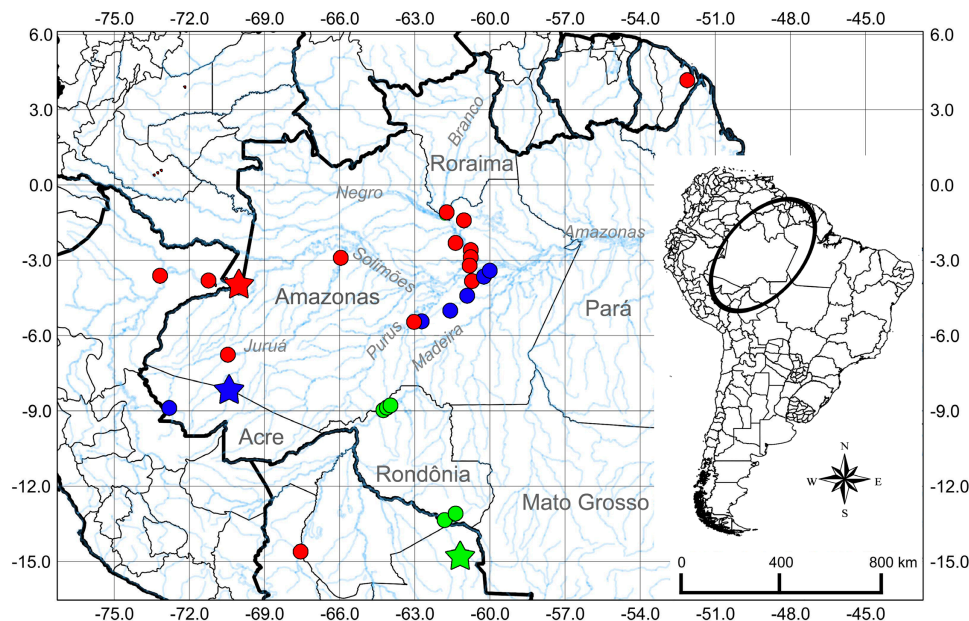 -75.0 -72.0 -69.0 -66.0 -63.0 -60.0 -57.0 -54.0 -51.0 -48.0 -45.0
6.0 6.0
3.0 3.0
Branco
Roraima
0.0 0.0
Negro
Amazonas
Solimões
-3.0 -3.0
Amazonas
Pará
-6.0 -6.0
Juruá
Purus
Madeira
-9.0 -9.0
Acre
Rondônia
N
W E
S
-12.0 -12.0
Mato Grosso
-15.0 -15.0
0 400 800 km
-75.0 -72.0 -69.0 -66.0 -63.0 -60.0 -57.0 -54.0 -51.0 -48.0 -45.0